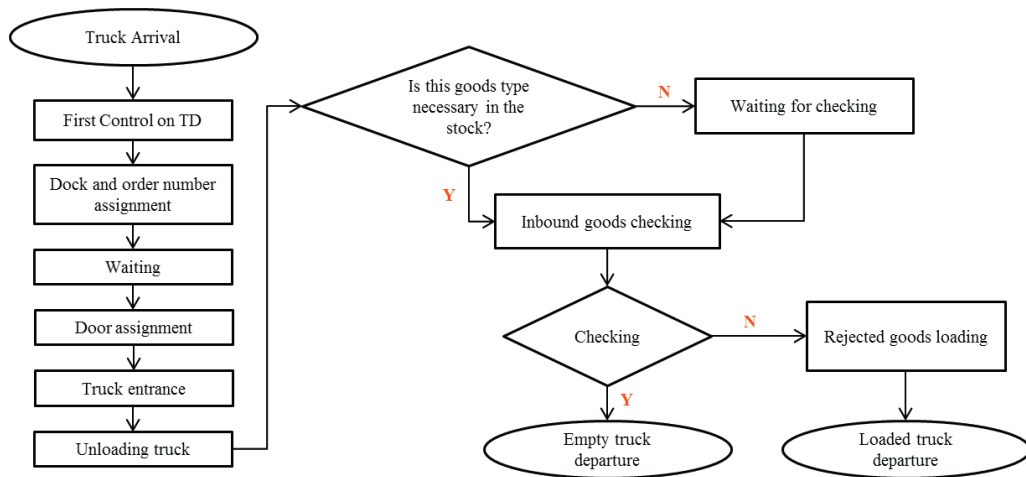 Truck Arrival
First Control on TD
Dock and order number
assignment
Waiting
Door assignment
Truck entrance
Unloading truck
Is this goods type
necessary in the
stock?
N
Waiting for checking
Y
Inbound goods checking
Checking
N
Rejected goods loading
Y
Empty truck
departure
Loaded truck
departure